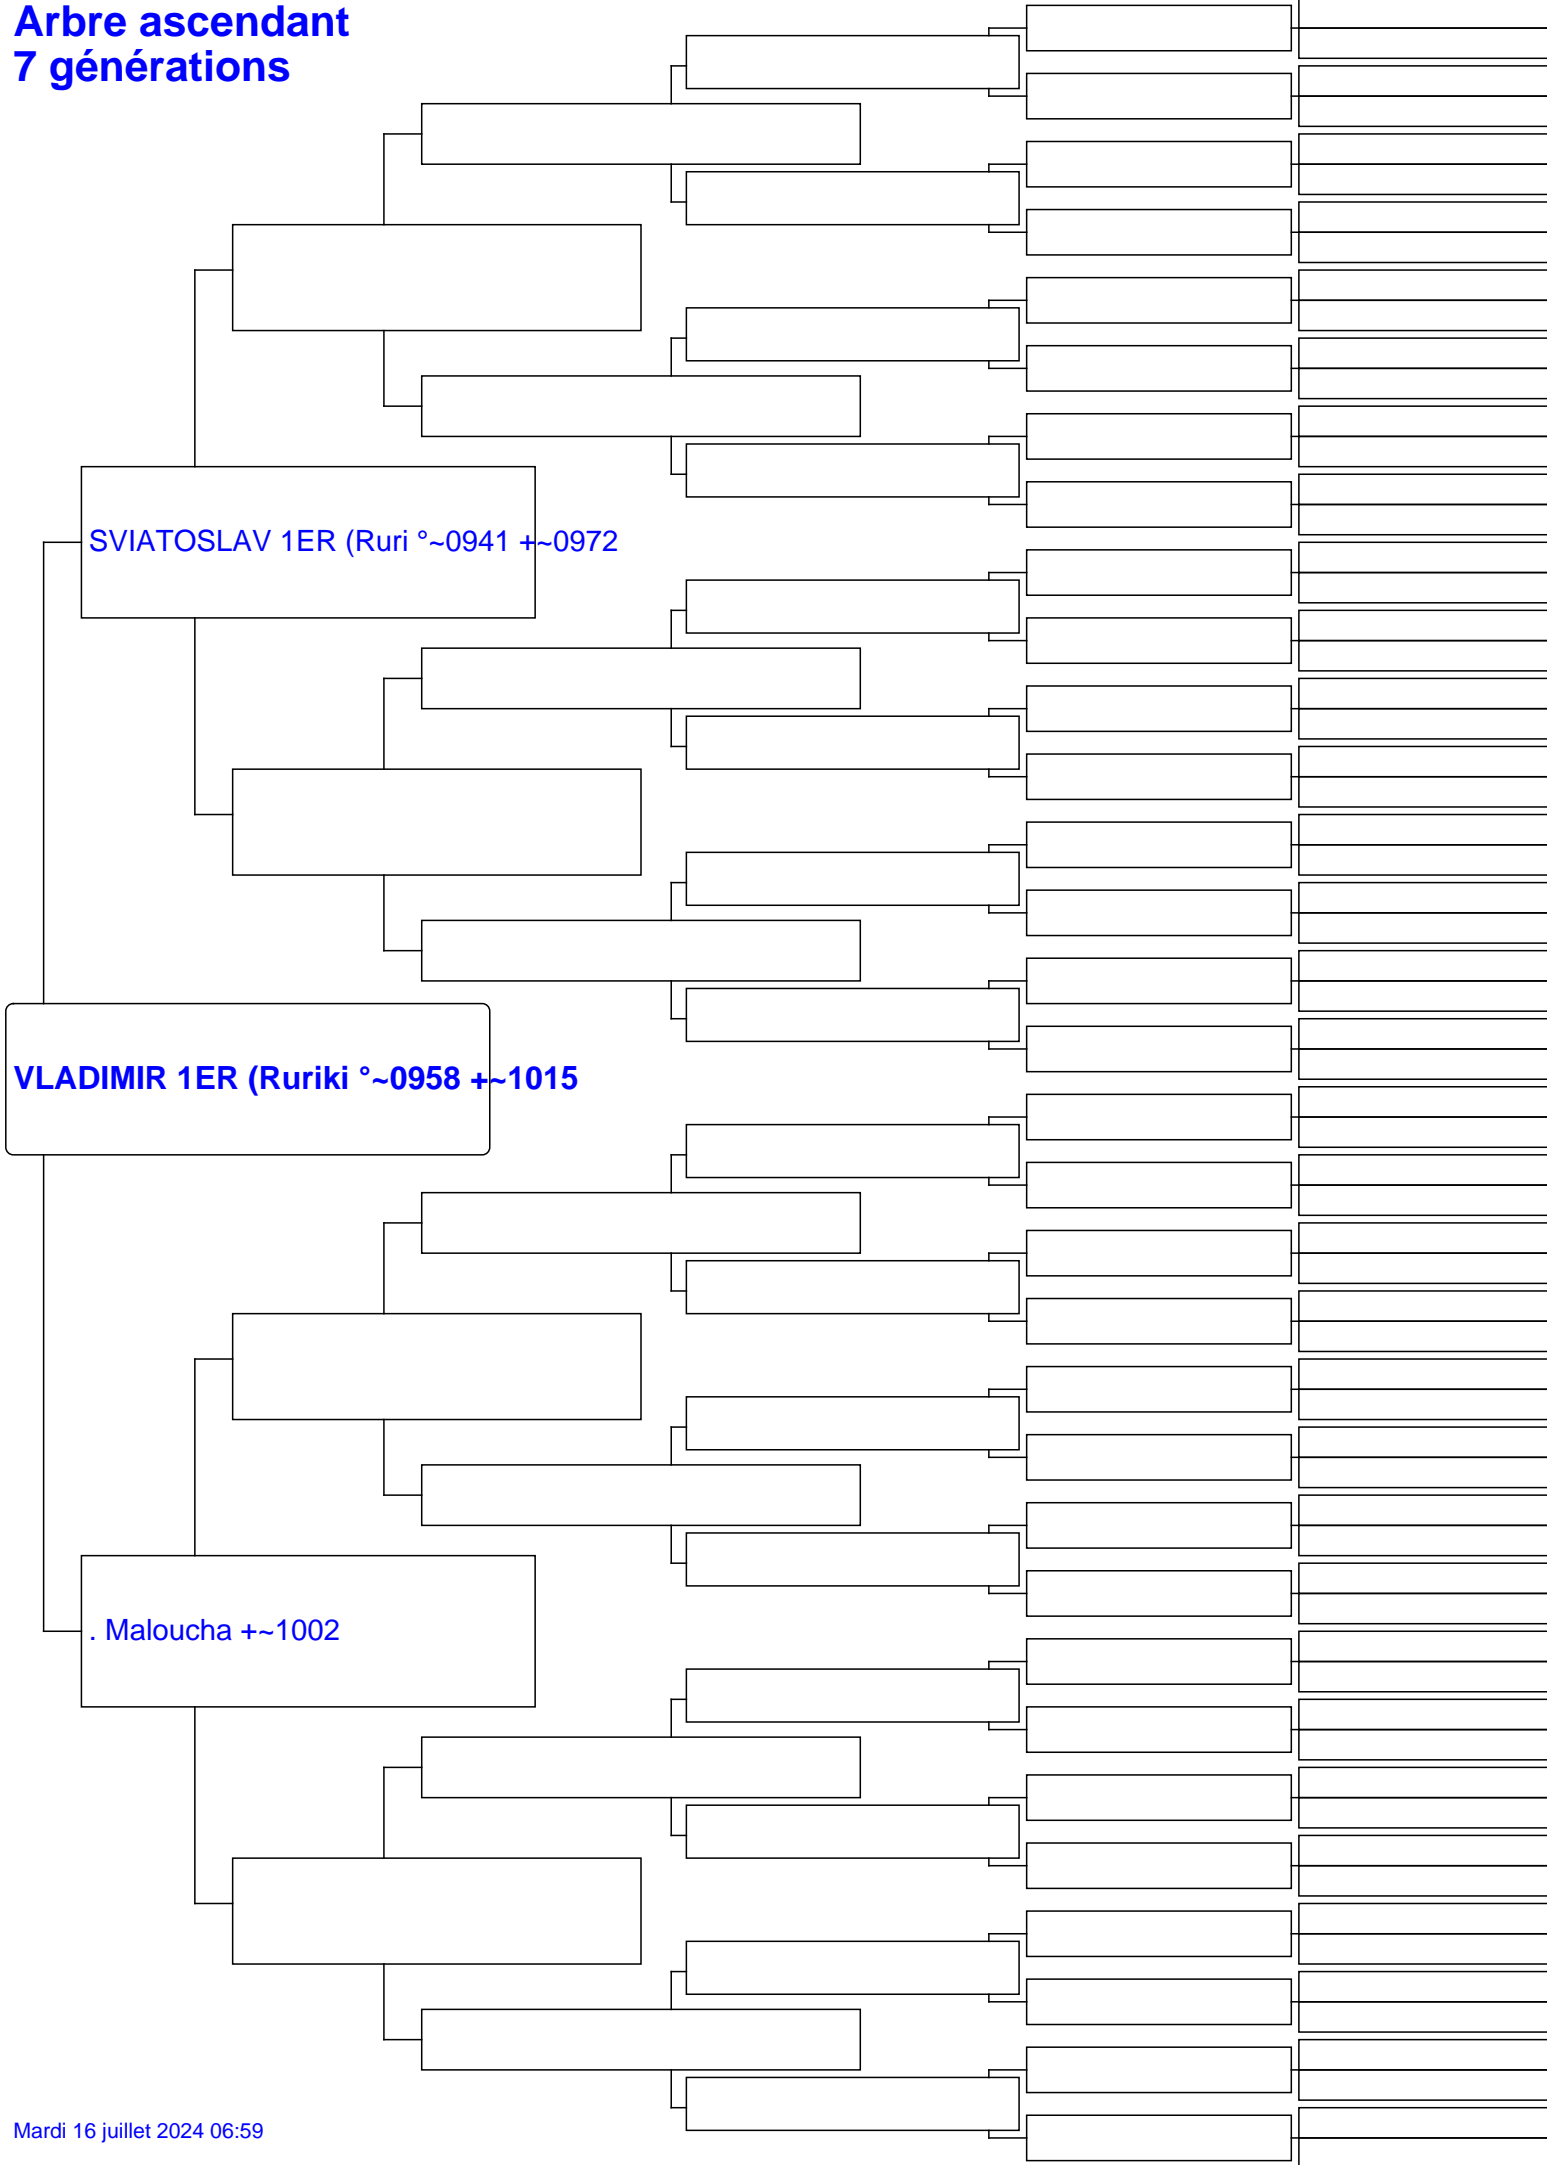 Arbre ascendant
7 générations
SVIATOSLAV 1ER (Ruri °~0941 +~0972
VLADIMIR 1ER (Ruriki °~0958 +~1015
. Maloucha +~1002
Mardi 16 juillet 2024 06:59